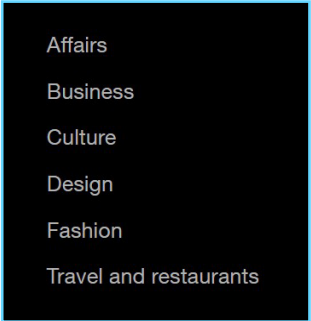 Affairs
Business
Culture
Design
Fashion
Travel and restaurants